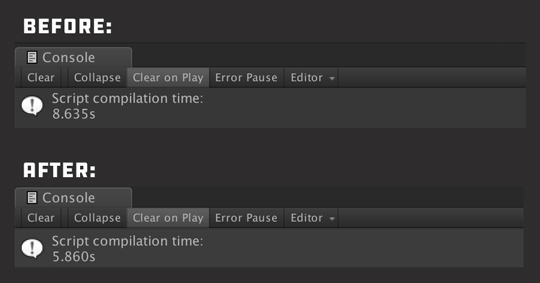 BEFORE:
Console
Clear Collapse Clear on Play Error Pause Editor
Script compilation time:
8.635s
AFTER:
Console
Clear Collapse Clear on Play Error Pause Editor
Script compilation time:
5.860s